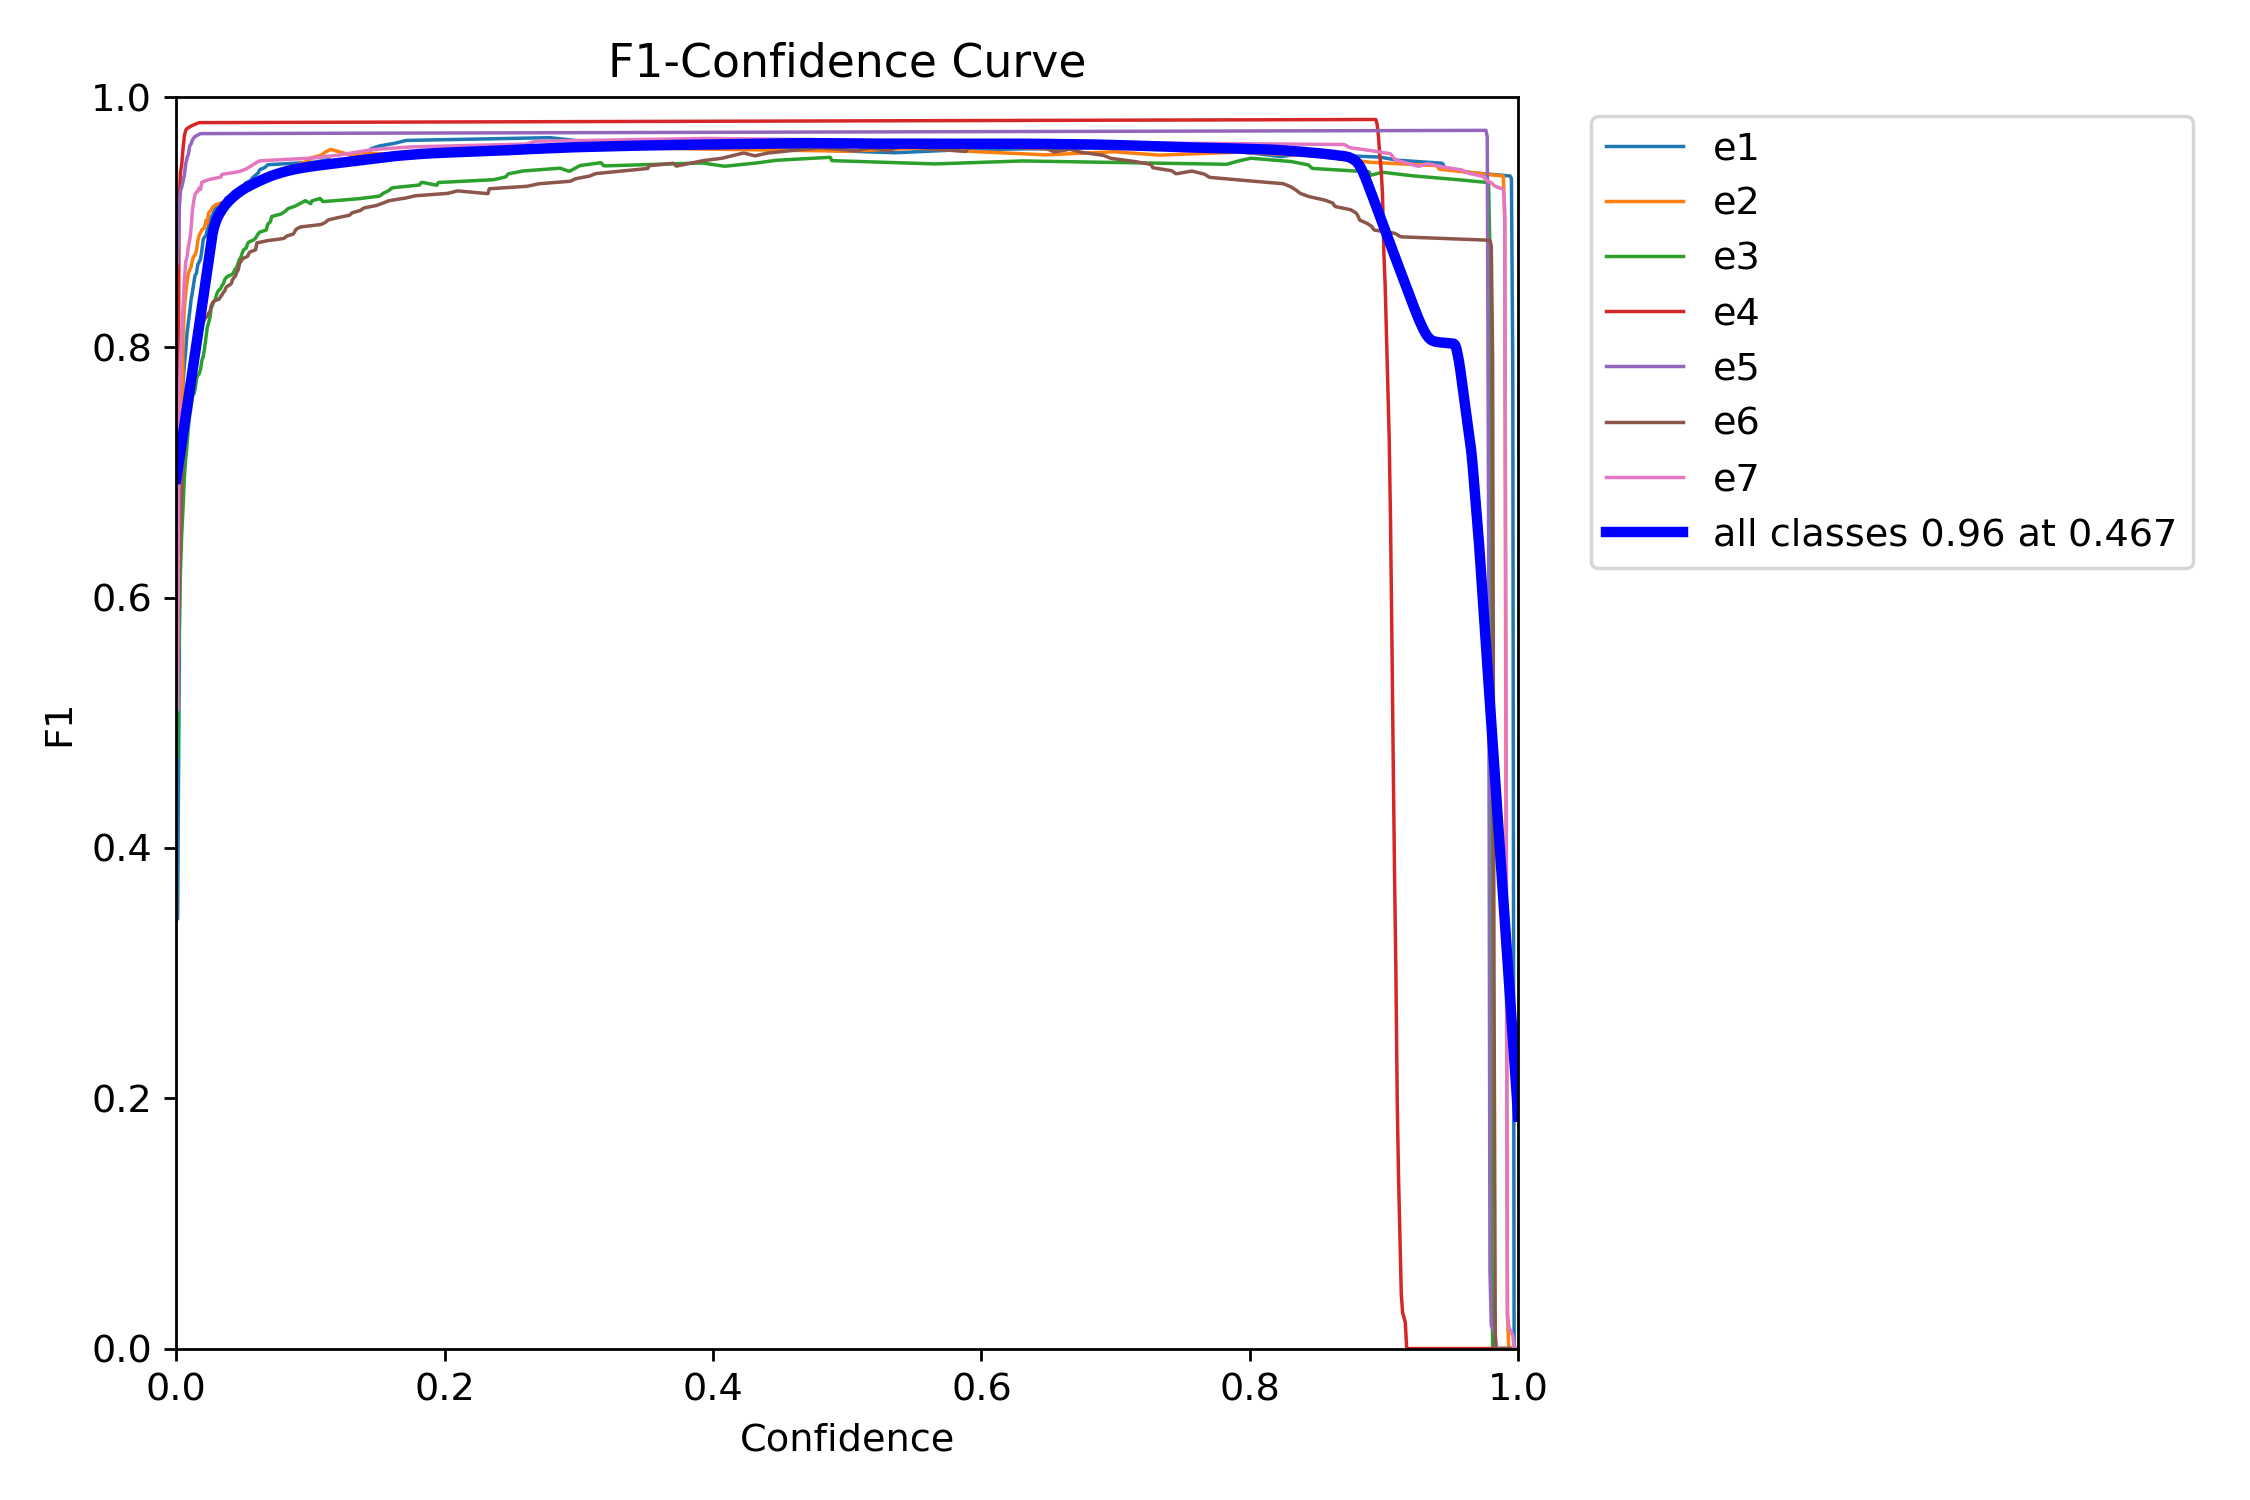 F1-Confidence Curve
1.0
0.8
0.6
0.4
0.2
0.0
F1
0.0 0.2 0.4 0.6 0.8 1.0
Confidence
e1
e2
e3
e4
e5
e6
e7
all classes 0.96 at 0.467